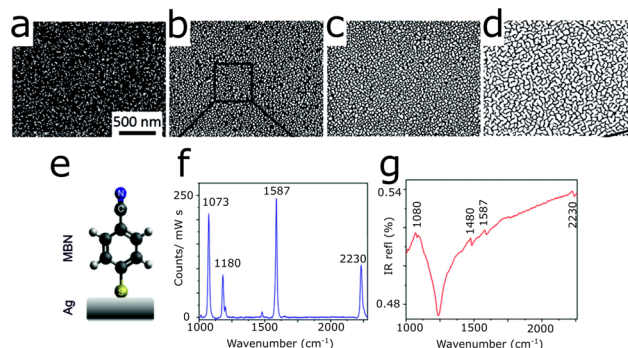 a
b
c
d
500 nm
e
f
g
N
C
S
MBN
Ag
Counts/ mW s
250
0
1073
1180
1587
2230
1000
1500
2000
Wavenumber (cm⁻¹)
IR refl (%)
0.54
0.48
1080
1480
1587
2230
1000
1500
2000
Wavenumber (cm⁻¹)